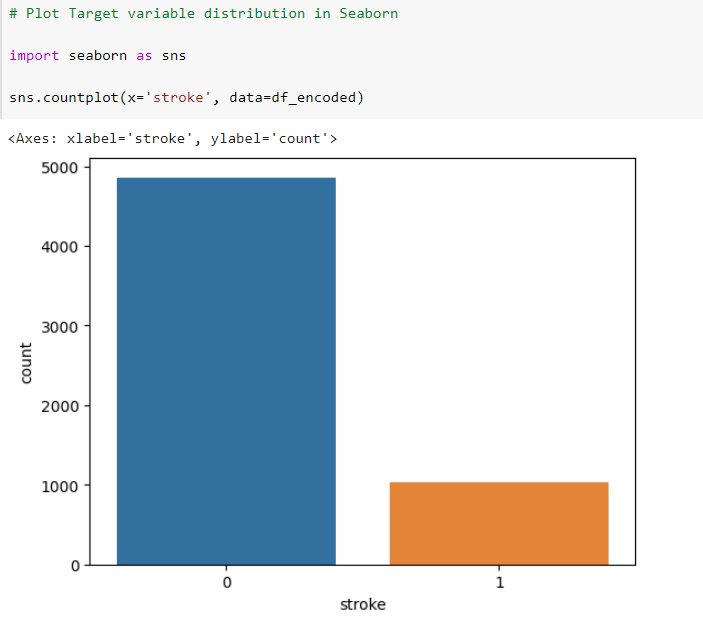 # Plot Target variable distribution in Seaborn
import seaborn as sns
sns.countplot(x='stroke', data=df_encoded)
<Axes: xlabel='stroke', ylabel='count'>
5000
4000
3000
2000
1000
0
count
0 1
stroke